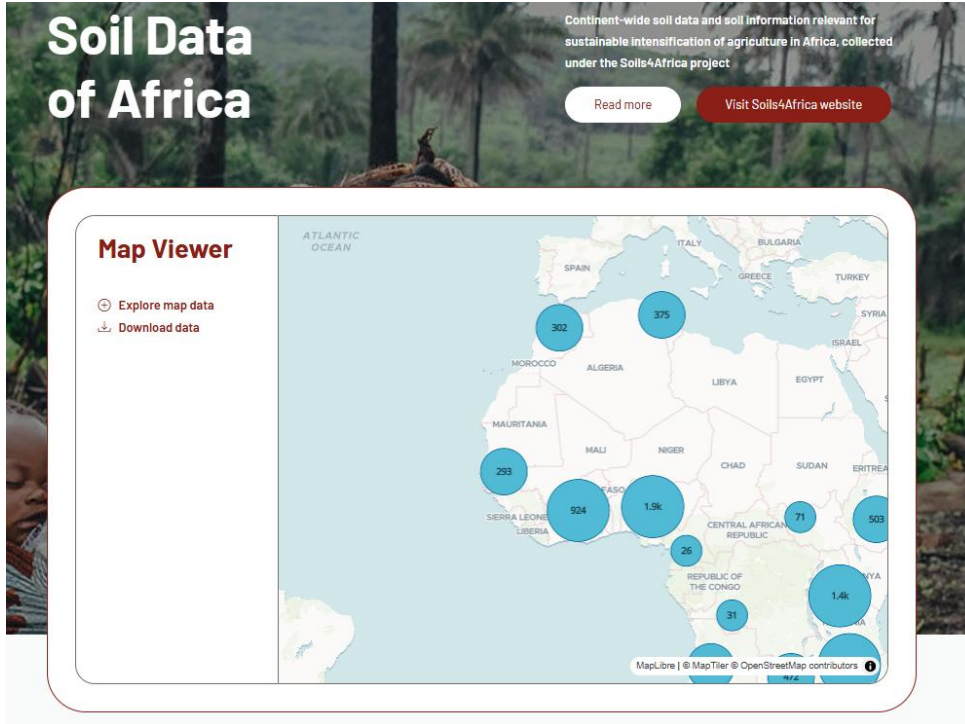 Soil Data
of Africa
Continent-wide soil data and soil information relevant for
sustainable intensification of agriculture in Africa, collected
under the Soils4Africa project
Read more
Visit Soils4Africa website
Map Viewer
Explore map data
Download data
ATLANTIC
OCEAN
ITALY
BULGARIA
SPAIN
GREECE
TURKEY
302
375
SYRIA
ISRAEL
MOROCCO
ALGERIA
LIBYA
EGYPT
MAURITANIA
MALI
NIGER
CHAD
SUDAN
ERITREA
293
924
FASO
1.9k
SIERRA LEONE
LIBERIA
CENTRAL AFRICAN
REPUBLIC
71
503
26
REPUBLIC OF
THE CONGO
1.4k
31
472
MapLibre | © MapTiler © OpenStreetMap contributors